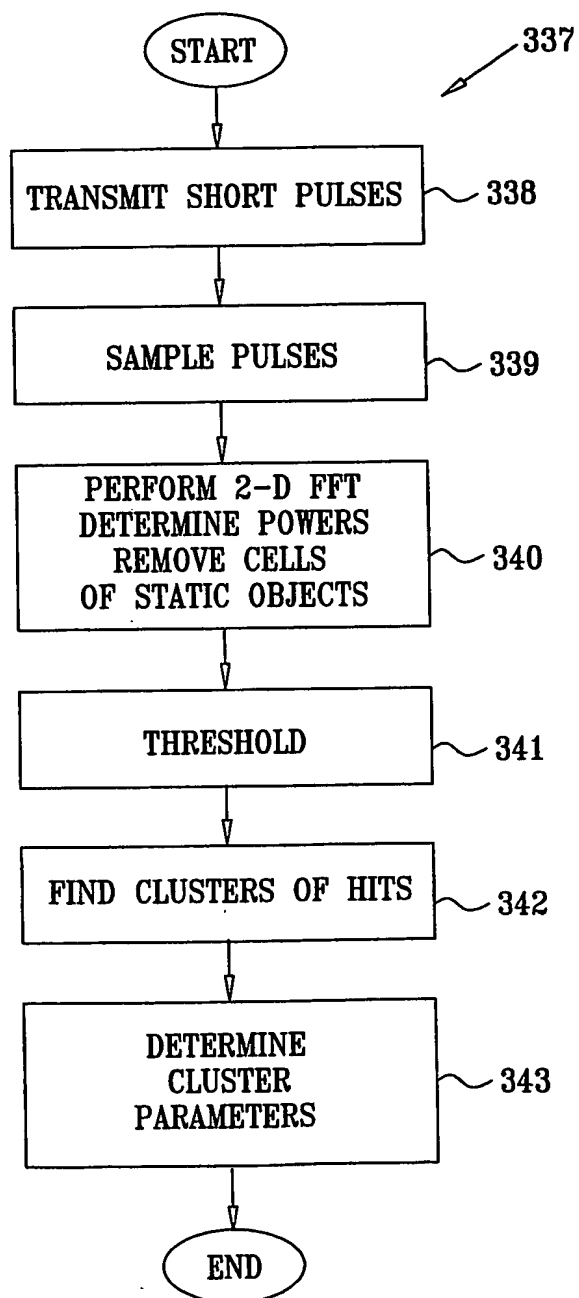 START
337
TRANSMIT SHORT PULSES
338
SAMPLE PULSES
339
PERFORM 2-D FFT
DETERMINE POWERS
REMOVE CELLS
OF STATIC OBJECTS
340
THRESHOLD
341
FIND CLUSTERS OF HITS
342
DETERMINE
CLUSTER
PARAMETERS
343
END